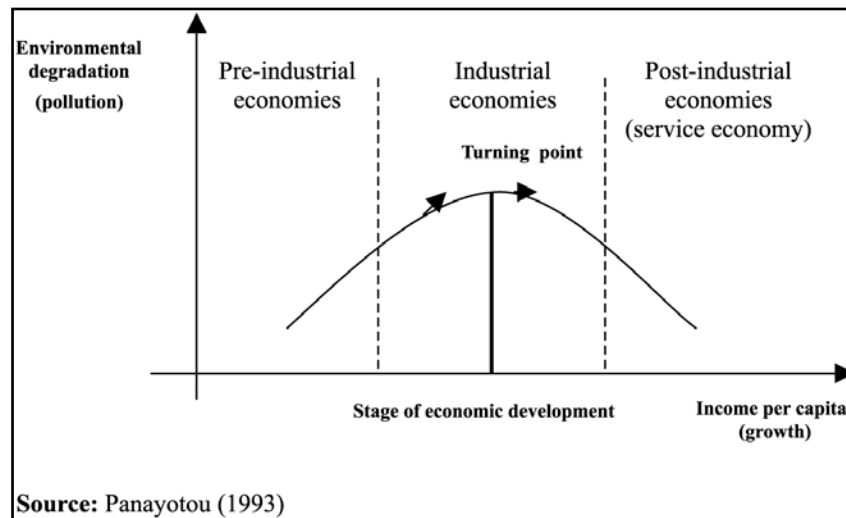 Environmental
degradation
(pollution)
Pre-industrial
economies
Industrial
economies
Post-industrial
economies
(service economy)
Turning point
Stage of economic development
Income per capita
(growth)
Source: Panayotou (1993)